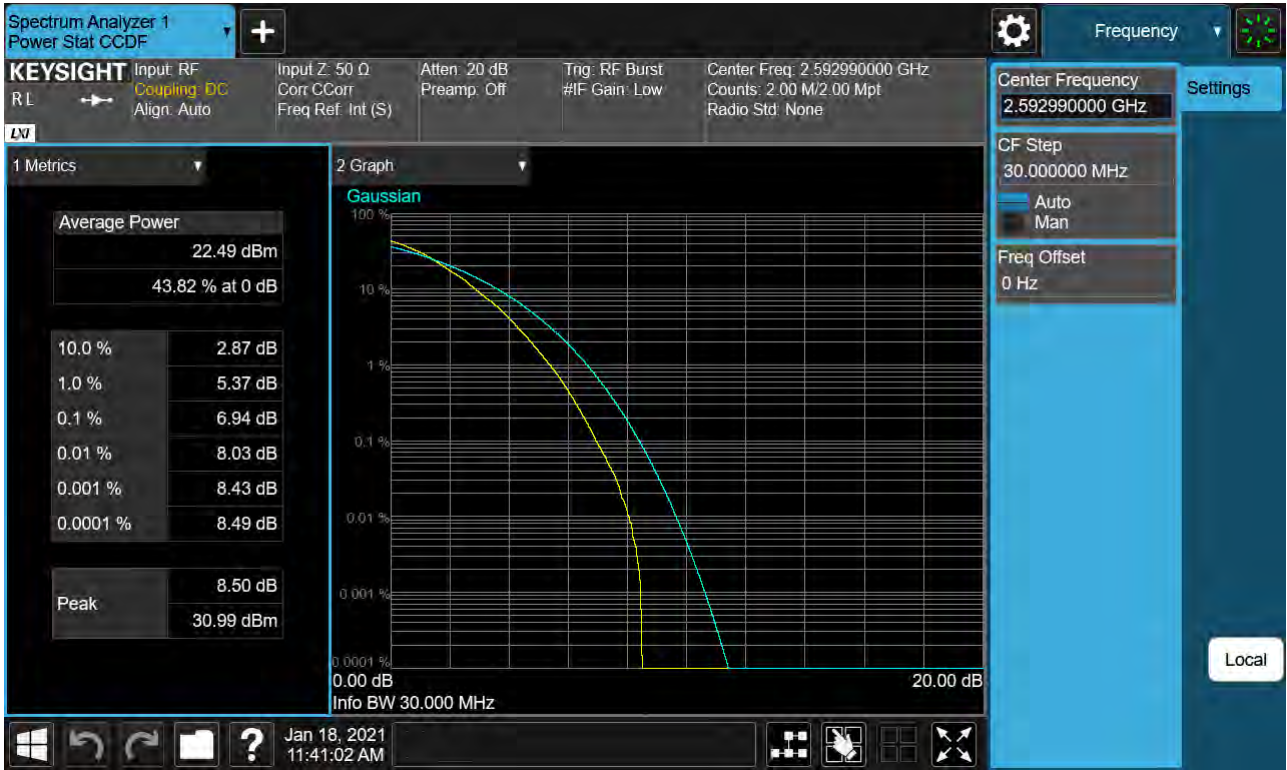 Spectrum Analyzer 1
Power Stat CCDF
+
Frequency
KEYSIGHT
R L
LXI
Input: RF
Coupling: DC
Align: Auto
Input Z: 50 Ω
Corr CCorr
Freq Ref: Int (S)
Atten: 20 dB
Preamp: Off
Trig: RF Burst
#IF Gain: Low
Center Freq: 2.592990000 GHz
Counts: 2.00 M/2.00 Mpt
Radio Std: None
Center Frequency
2.592990000 GHz
Settings
CF Step
30.000000 MHz
Auto
Man
Freq Offset
0 Hz
1 Metrics
Average Power
22.49 dBm
43.82 % at 0 dB
10.0 % 2.87 dB
1.0 % 5.37 dB
0.1 % 6.94 dB
0.01 % 8.03 dB
0.001 % 8.43 dB
0.0001 % 8.49 dB
Peak
8.50 dB
30.99 dBm
2 Graph
Gaussian
100 %
10 %
1 %
0.1 %
0.01 %
0.001 %
0.0001 %
0.00 dB 20.00 dB
Info BW 30.000 MHz
Local
?
Jan 18, 2021
11:41:02 AM